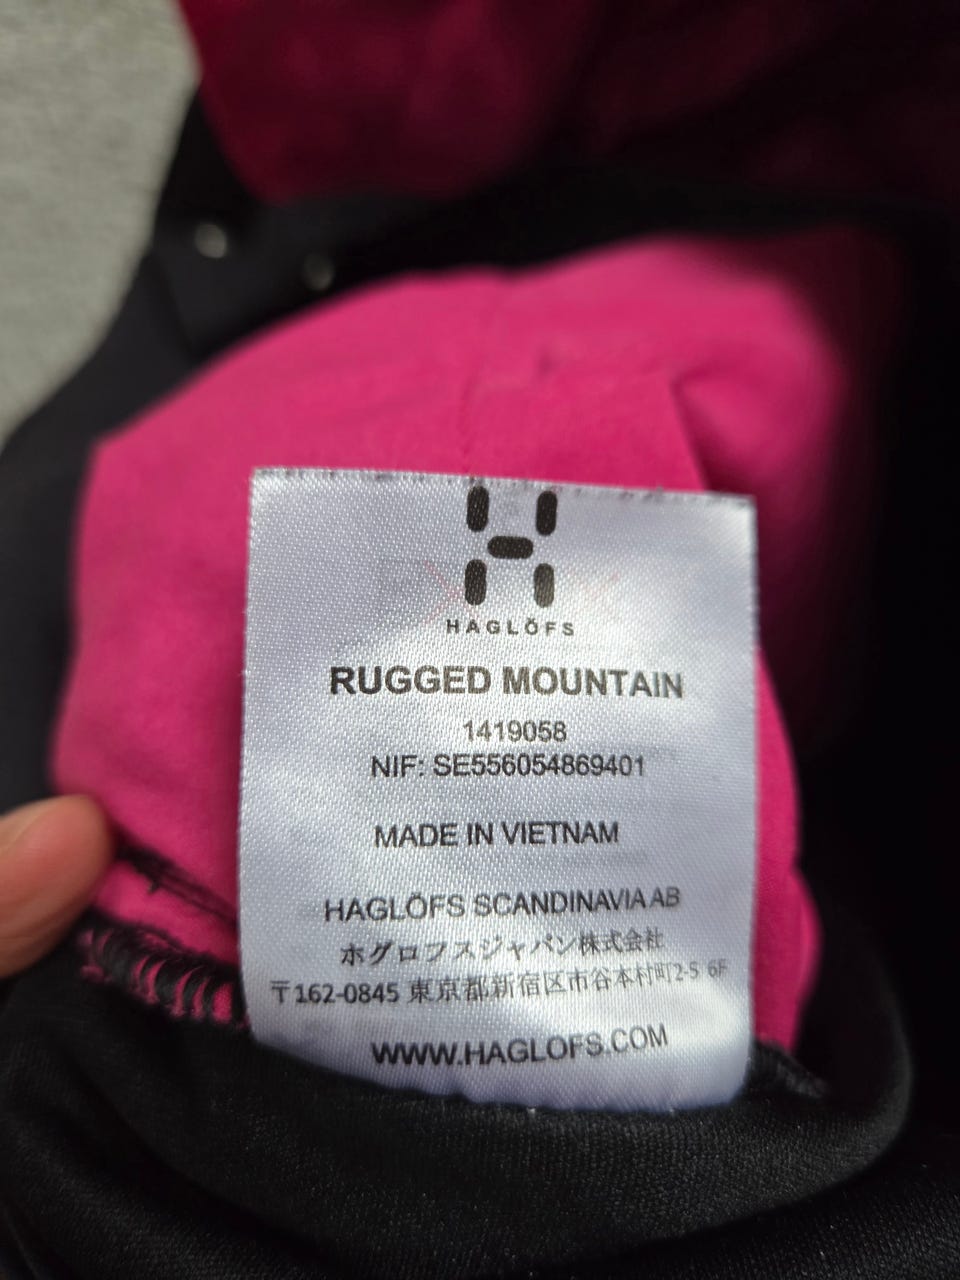 HAGLÖFS
RUGGED MOUNTAIN
1419058
NIF: SE556054869401
MADE IN VIETNAM
HAGLÖFS SCANDINAVIA AB
ホグロフスジャパン株式会社
〒162-0845 東京都新宿区市谷本村町2-5 6F
WWW.HAGLOFS.COM